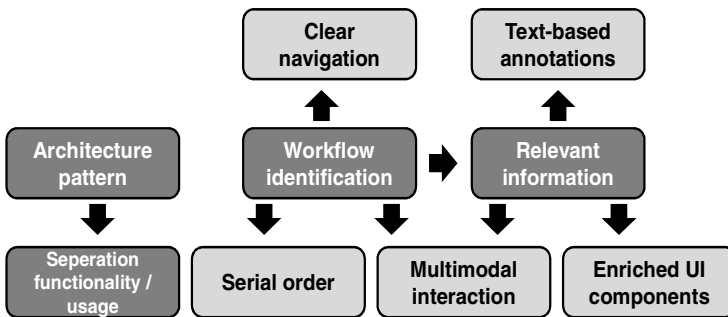 Clear
navigation
Text-based
annotations
Architecture
pattern
Workflow
identification
Relevant
information
Seperation
functionality /
usage
Serial order
Multimodal
interaction
Enriched UI
components